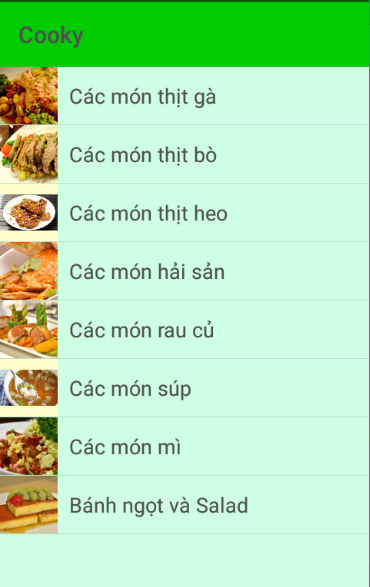 Cooky
Các món thịt gà
Các món thịt bò
Các món thịt heo
Các món hải sản
Các món rau củ
Các món súp
Các món mì
Bánh ngọt và Salad